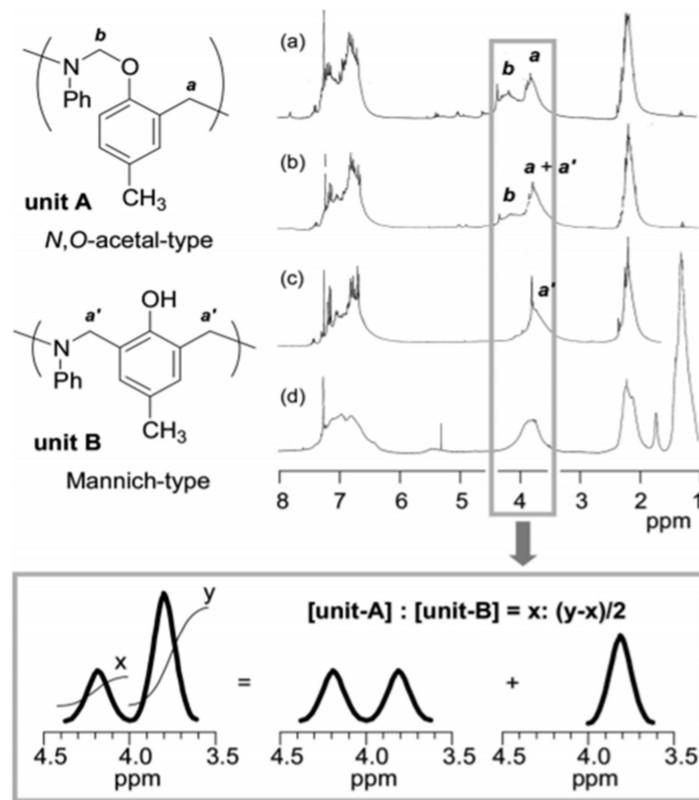 b
N
O
a
Ph
unit A
CH₃
N,O-acetal-type
OH
a'
a'
N
Ph
unit B
CH₃
Mannich-type
(a)
b
a
(b)
b
a + a'
(c)
a'
(d)
8 7 6 5 4 3 2 1
ppm
x
y
[unit-A] : [unit-B] = x: (y-x)/2
=
+
4.5 4.0 3.5
ppm
4.5 4.0 3.5
ppm
4.5 4.0 3.5
ppm